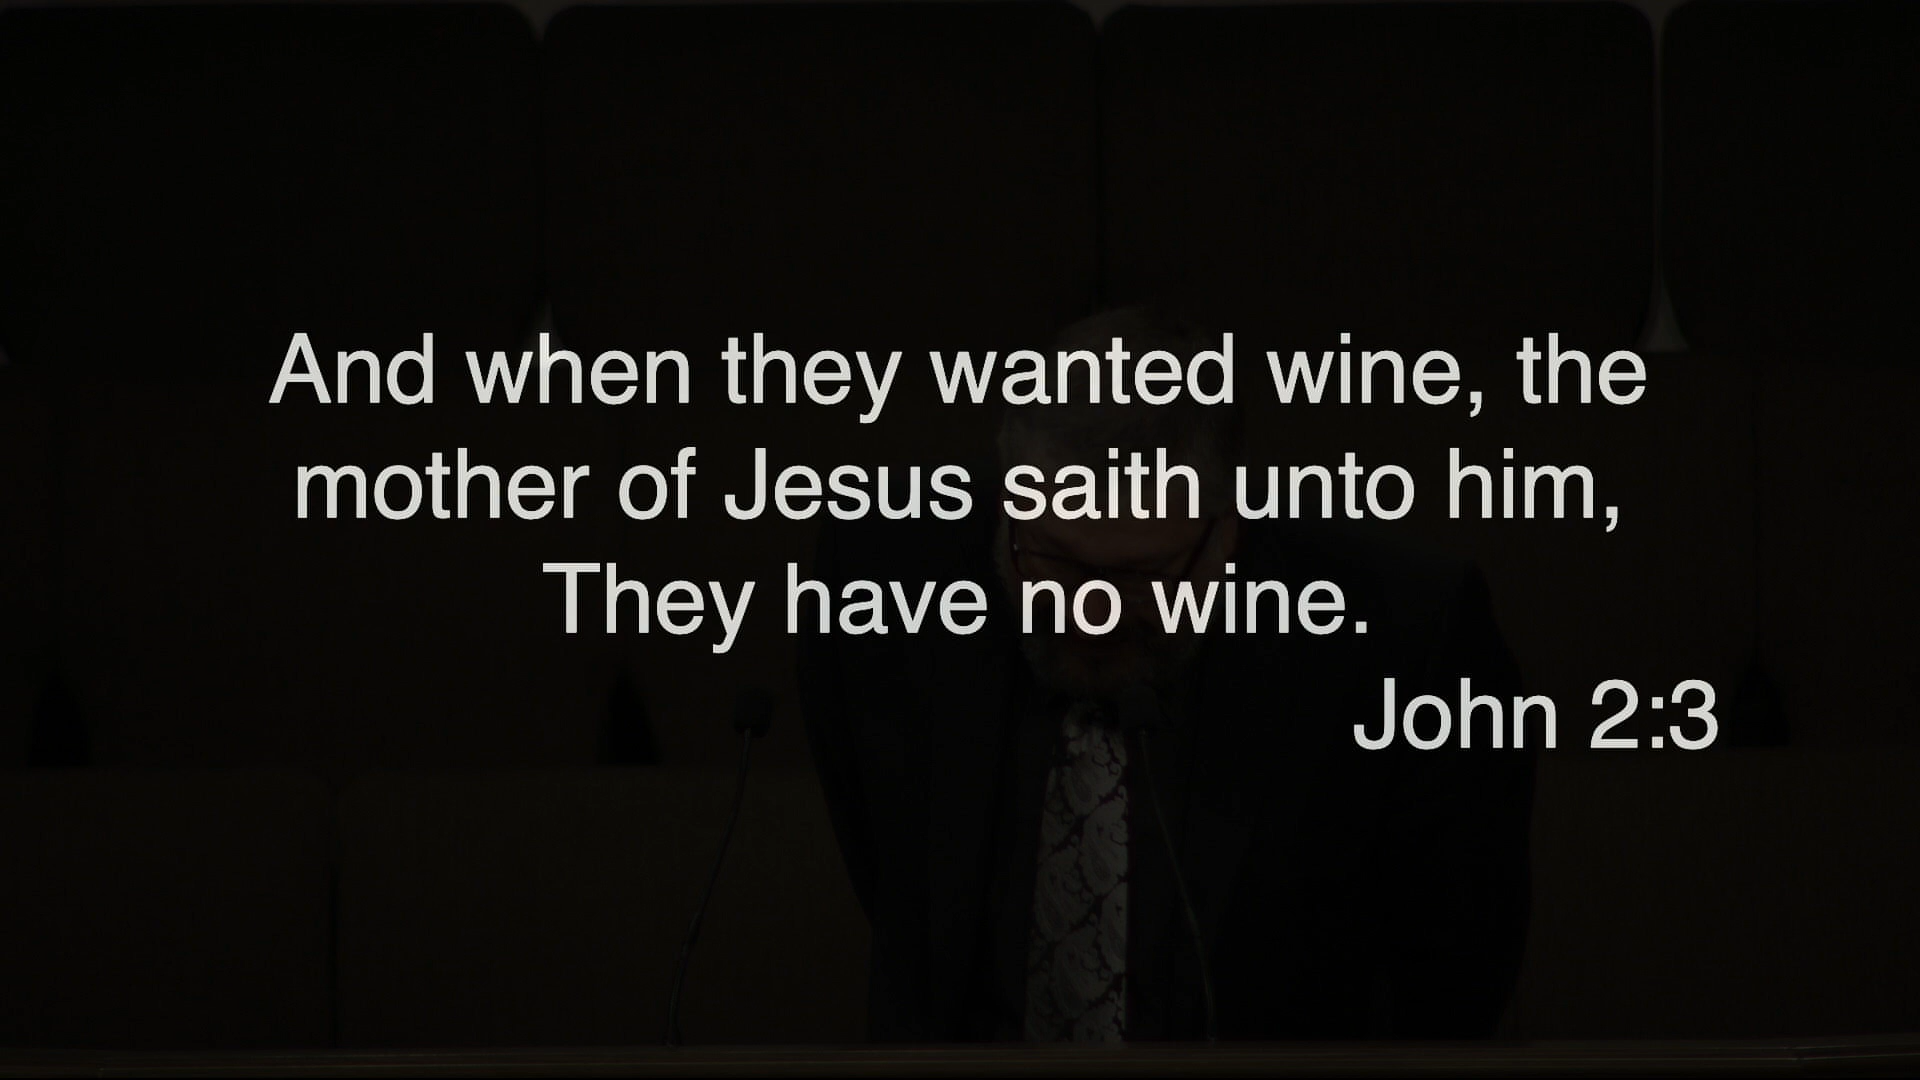 And when they wanted wine, the
mother of Jesus saith unto him,
They have no wine.
John 2:3